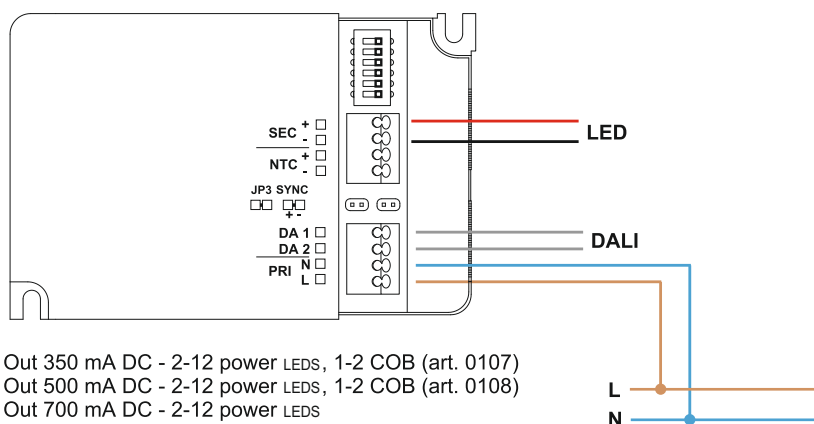 SEC + -
LED
NTC + -
JP3 SYNC
+ -
DA 1
DALI
DA 2
PRI N L
Out 350 mA DC - 2-12 power LEDS, 1-2 COB (art. 0107)
Out 500 mA DC - 2-12 power LEDS, 1-2 COB (art. 0108)
Out 700 mA DC - 2-12 power LEDS
L
N